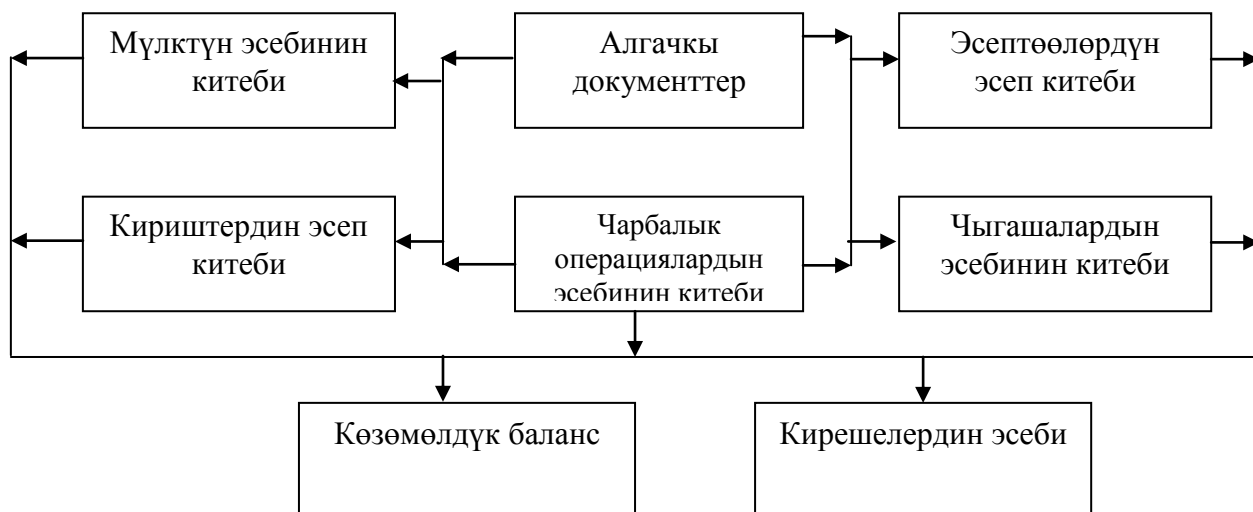 Мүлктүн эсебинин
китеби
Алгачкы
документтер
Эсептөөлөрдүн
эсеп китеби
Кириштердин эсеп
китеби
Чарбалык
операциялардын
эсебинин китеби
Чыгашалардын
эсебинин китеби
Көзөмөлдүк баланс
Кирешелердин эсеби